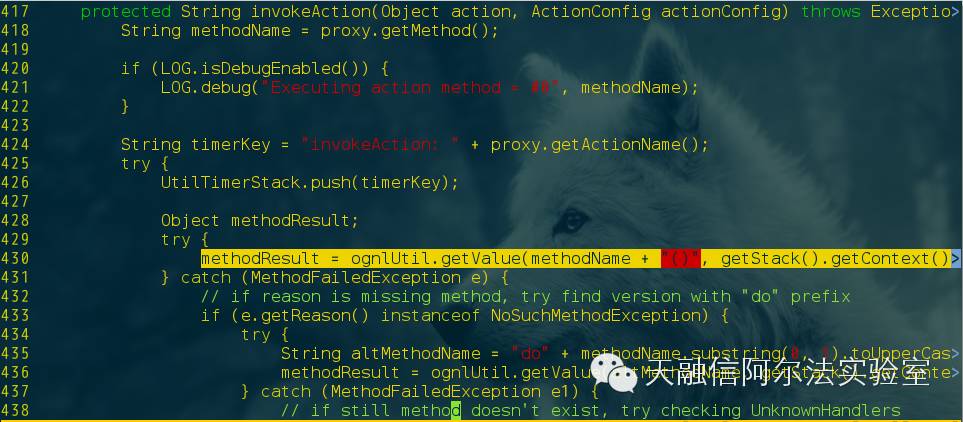 417     protected String invokeAction(Object action, ActionConfig actionConfig) throws Exceptio>
418         String methodName = proxy.getMethod();
419
420         if (LOG.isDebugEnabled()) {
421             LOG.debug("Executing action method = #0", methodName);
422         }
423
424         String timerKey = "invokeAction: " + proxy.getActionName();
425         try {
426             UtilTimerStack.push(timerKey);
427
428             Object methodResult;
429             try {
430                 methodResult = ognlUtil.getValue(methodName + "()", getStack().getContext()>
431             } catch (MethodFailedException e) {
432                 // if reason is missing method, try find version with "do" prefix
433                 if (e.getReason() instanceof NoSuchMethodException) {
434                     try {
435                         String altMethodName = "do" + methodName.substring(0, 1).toUpperCas>
436                         methodResult = ognlUtil.getValue
437                     } catch (MethodFailedException e1) {
438                         // if still method doesn't exist, try checking UnknownHandlers
天融信阿尔法实验室